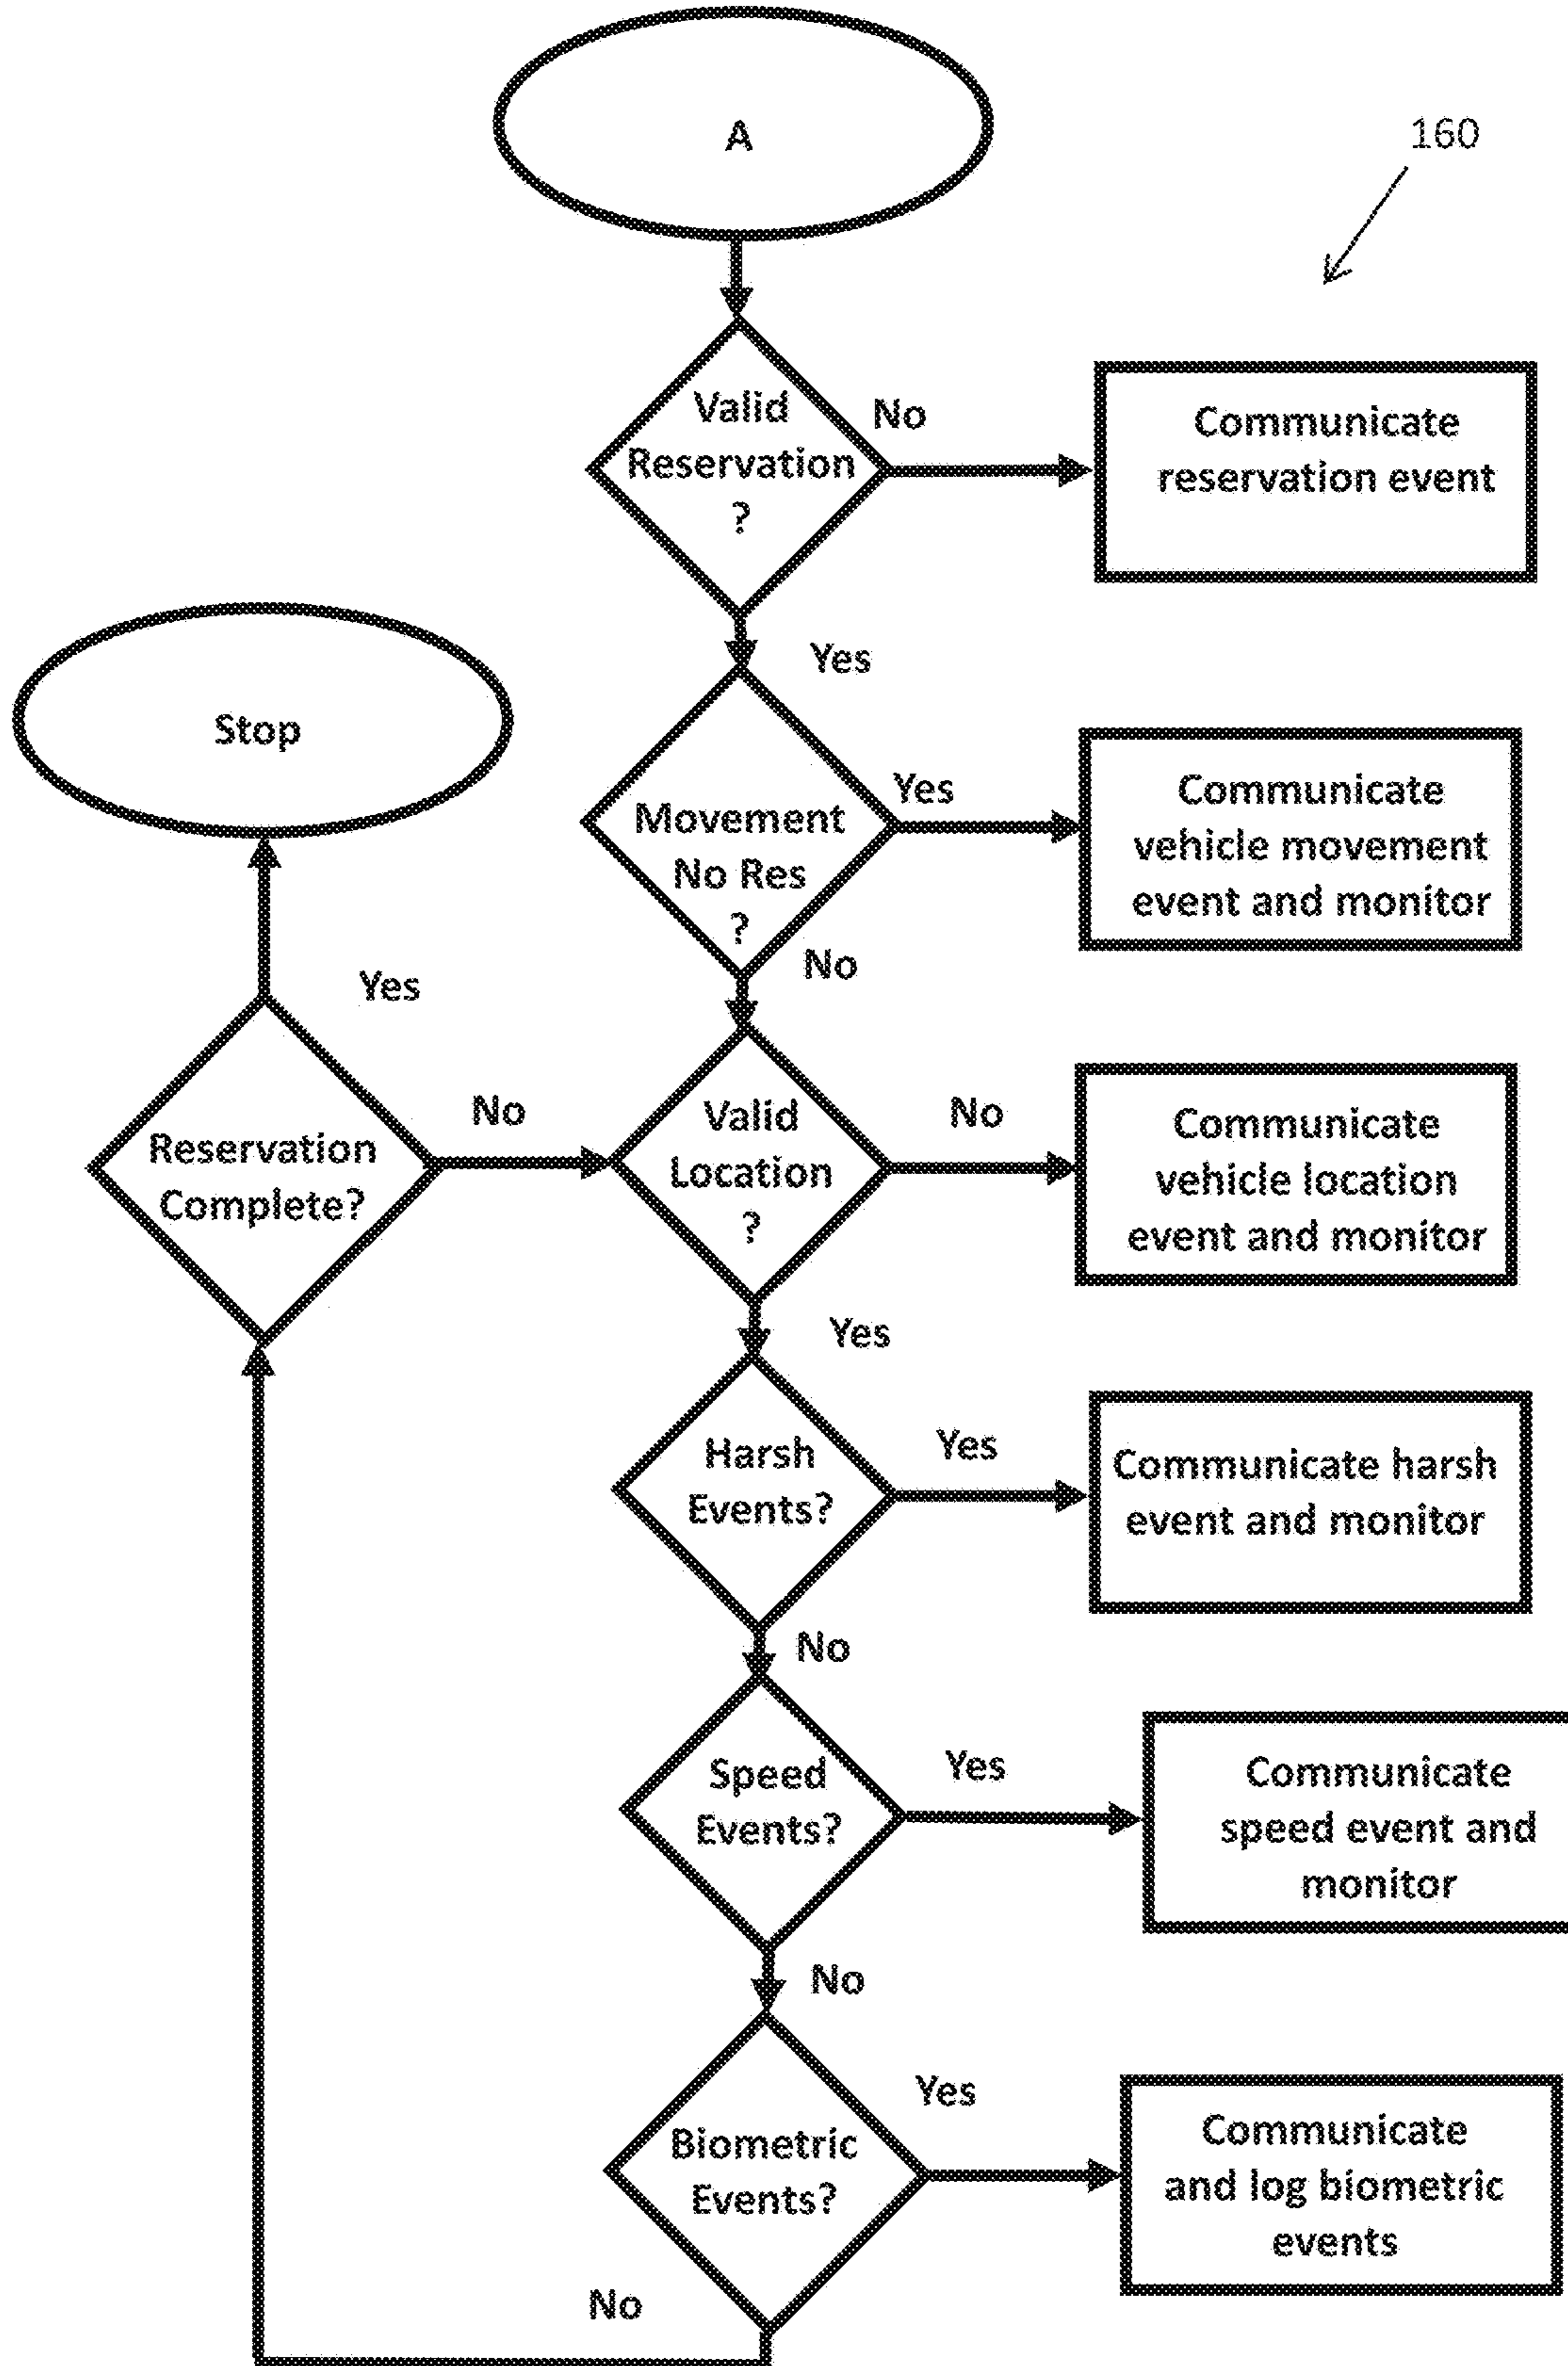 A
160
Valid
Reservation
?
No
Communicate
reservation event
Yes
Stop
Movement
No Res
?
Yes
Communicate
vehicle movement
event and monitor
No
Yes
Reservation
Complete?
No
Valid
Location
?
No
Communicate
vehicle location
event and monitor
Yes
Harsh
Events?
Yes
Communicate harsh
event and monitor
No
Speed
Events?
Yes
Communicate
speed event and
monitor
No
Biometric
Events?
Yes
Communicate
and log biometric
events
No